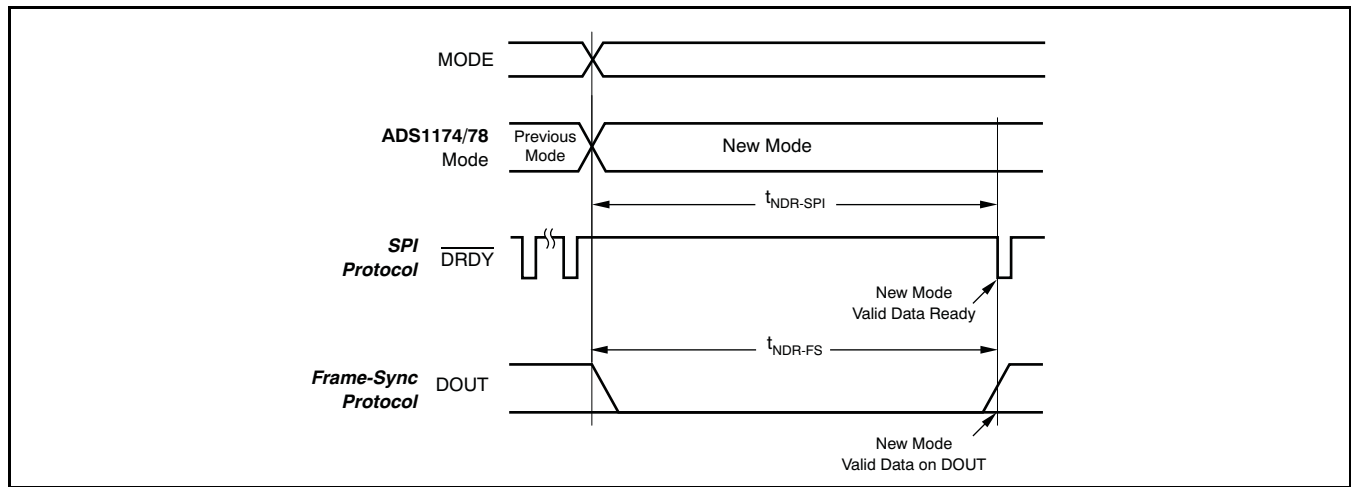 MODE
ADS1174/78
Mode
Previous
Mode
New Mode
tNDR-SPI
SPI
Protocol
DRDY
New Mode
Valid Data Ready
tNDR-FS
Frame-Sync
Protocol
DOUT
New Mode
Valid Data on DOUT